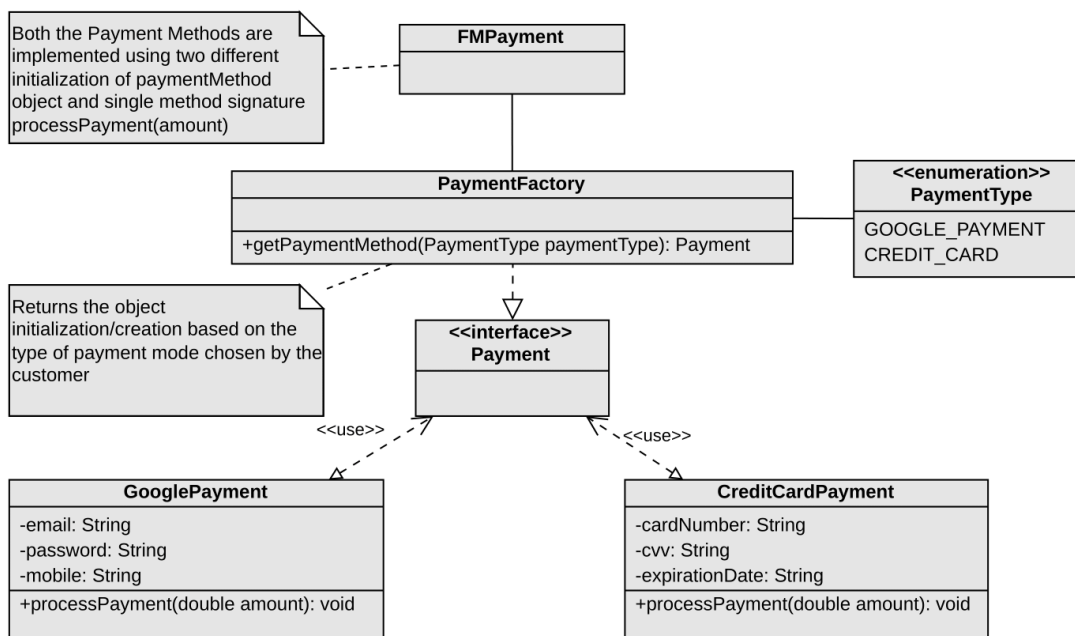 Both the Payment Methods are
implemented using two different
initialization of paymentMethod
object and single method signature
processPayment(amount)
FMPayment
PaymentFactory
+getPaymentMethod(PaymentType paymentType): Payment
<<enumeration>>
PaymentType
GOOGLE_PAYMENT
CREDIT_CARD
Returns the object
initialization/creation based on the
type of payment mode chosen by the
customer
<<interface>>
Payment
<<use>>
<<use>>
GooglePayment
-email: String
-password: String
-mobile: String
+processPayment(double amount): void
CreditCardPayment
-cardNumber: String
-cvv: String
-expirationDate: String
+processPayment(double amount): void